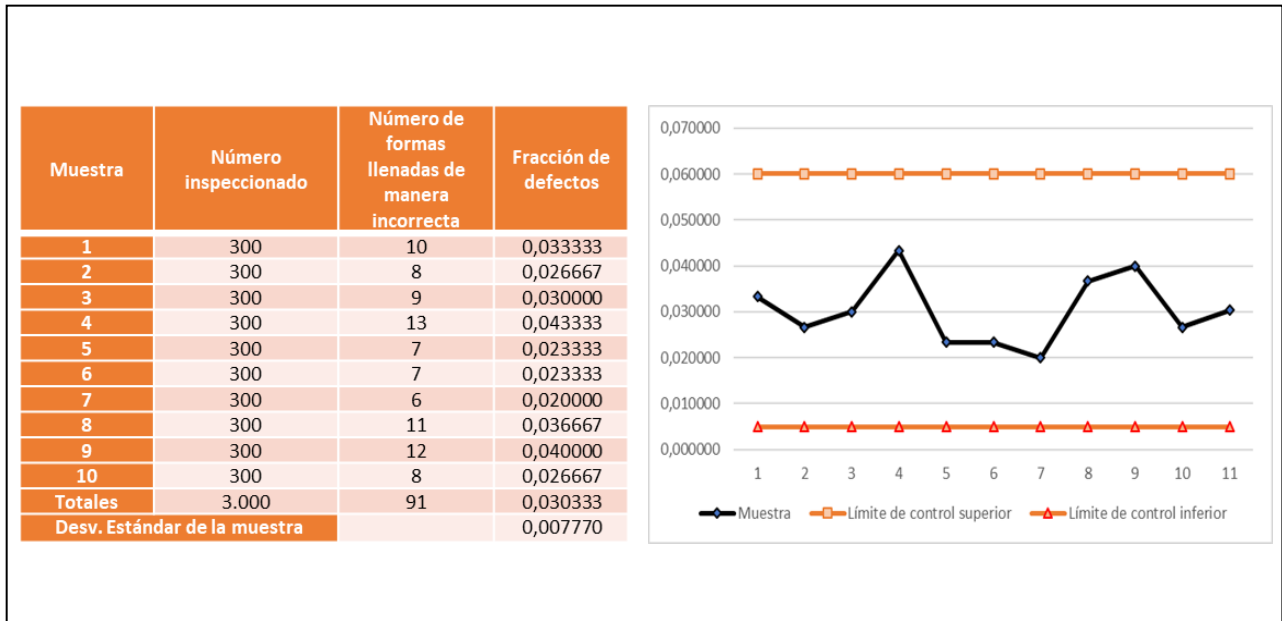 Muestra
Número
inspeccionado
Número de
formas
llenadas de
manera
incorrecta
Fracción de
defectos
1 300 10 0,033333
2 300 8 0,026667
3 300 9 0,030000
4 300 13 0,043333
5 300 7 0,023333
6 300 7 0,023333
7 300 6 0,020000
8 300 11 0,036667
9 300 12 0,040000
10 300 8 0,026667
Totales 3.000 91 0,030333
Desv. Estándar de la muestra 0,007770
0,070000
0,060000
0,050000
0,040000
0,030000
0,020000
0,010000
0,000000
1 2 3 4 5 6 7 8 9 10 11
Muestra Límite de control superior Límite de control inferior